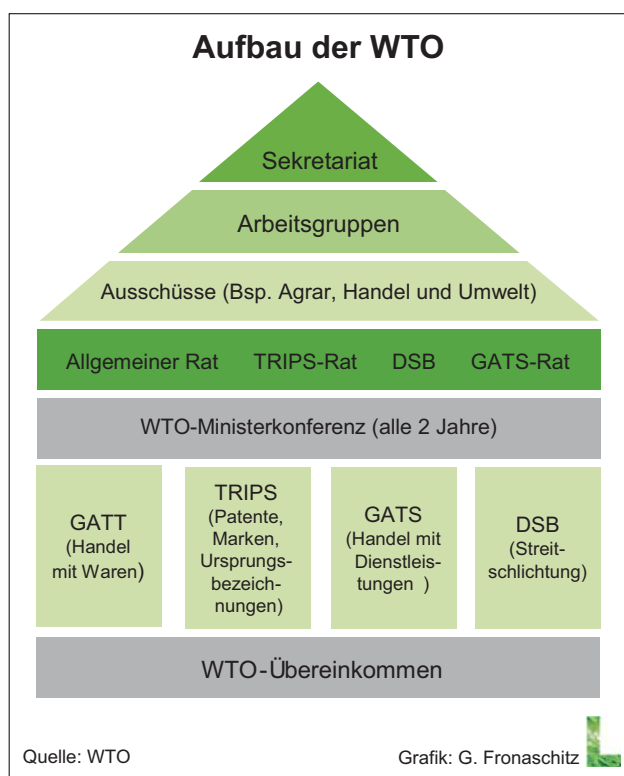 Aufbau der WTO
Sekretariat
Arbeitsgruppen
Ausschüsse (Bsp. Agrar, Handel und Umwelt)
Allgemeiner Rat TRIPS-Rat DSB GATS-Rat
WTO-Ministerkonferenz (alle 2 Jahre)
GATT
(Handel
mit Waren)
TRIPS
(Patente,
Marken,
Ursprungs-
bezeich-
nungen)
GATS
(Handel mit
Dienstleis-
tungen )
DSB
(Streit-
schlichtung)
WTO-Übereinkommen
Quelle: WTO
Grafik: G. Fronaschitz
L